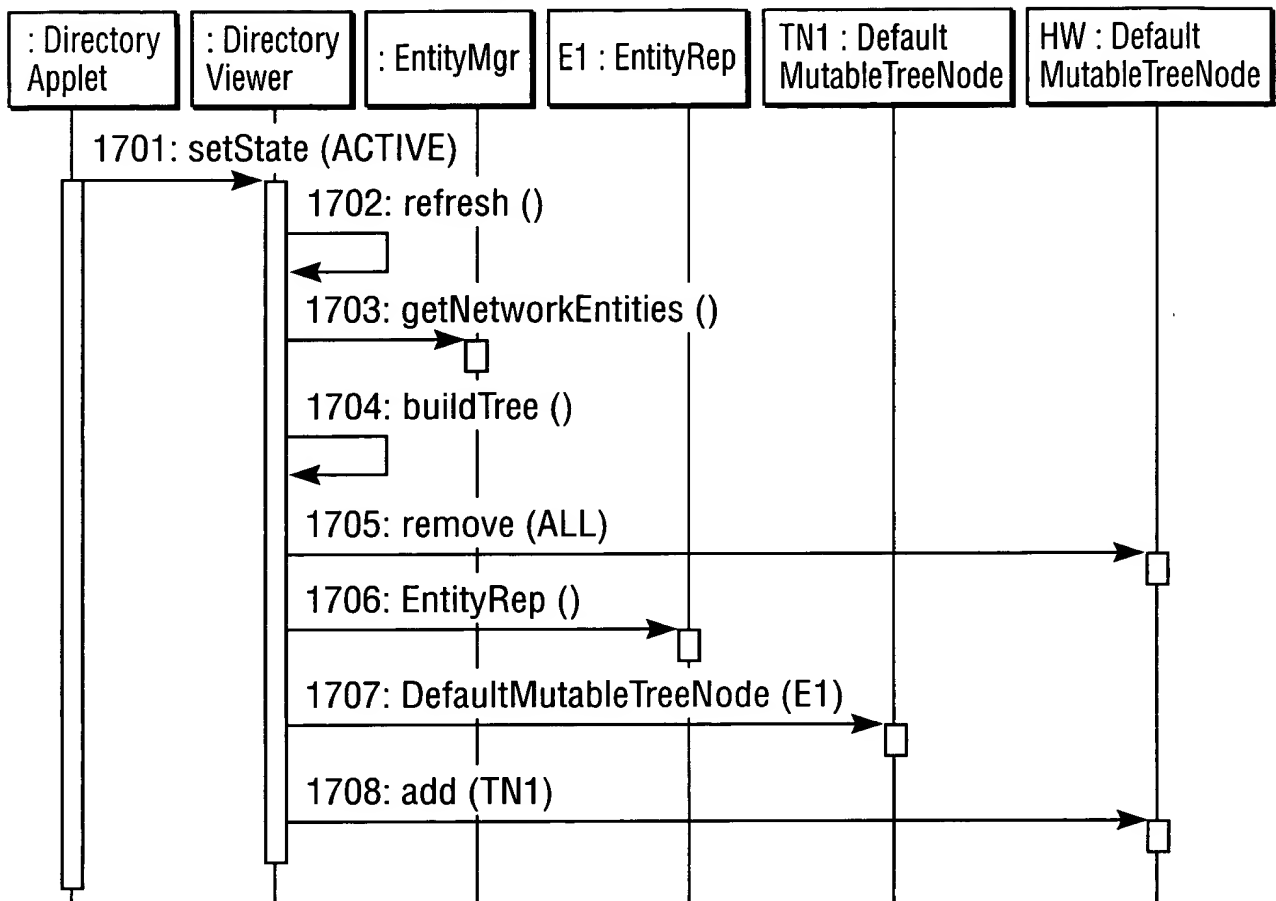 : Directory
Applet
: Directory
Viewer
: EntityMgr
E1 : EntityRep
TN1 : Default
MutableTreeNode
HW : Default
MutableTreeNode
1701: setState (ACTIVE)
1702: refresh ()
1703: getNetworkEntities ()
1704: buildTree ()
1705: remove (ALL)
1706: EntityRep ()
1707: DefaultMutableTreeNode (E1)
1708: add (TN1)